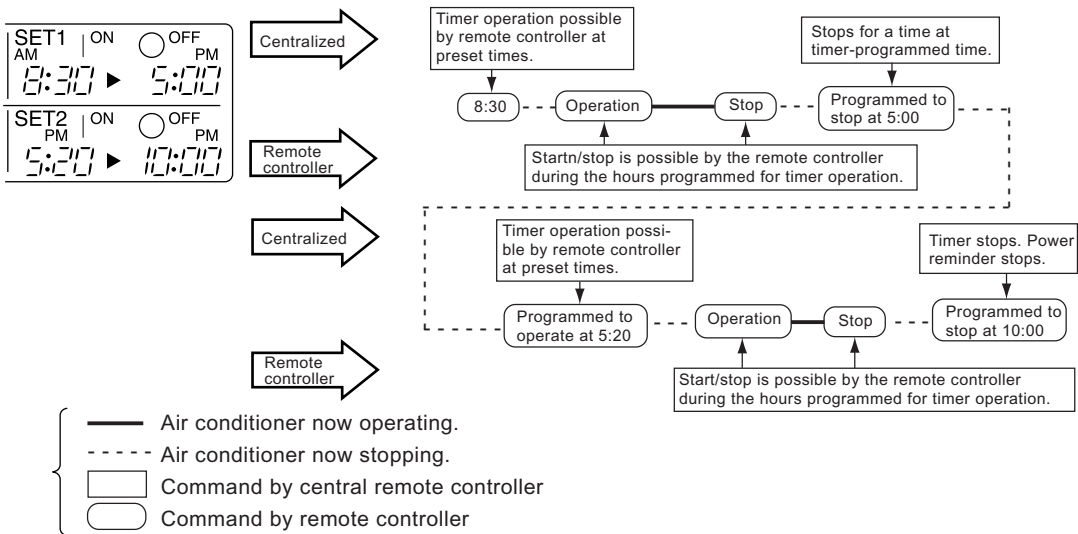 SET1 ON OFF
AM PM
8:30 ▶ 5:00
SET2 ON OFF
PM PM
5:20 ▶ 10:00
Centralized
Timer operation possible
by remote controller at
preset times.
Stops for a time at
timer-programmed time.
8:30
Operation
Stop
Programmed to
stop at 5:00
Remote
controller
Startn/stop is possible by the remote controller
during the hours programmed for timer operation.
Centralized
Timer operation possi-
ble by remote controller
at preset times.
Timer stops. Power
reminder stops.
Programmed to
operate at 5:20
Operation
Stop
Programmed to
stop at 10:00
Remote
controller
Start/stop is possible by the remote controller
during the hours programmed for timer operation.
Air conditioner now operating.
Air conditioner now stopping.
Command by central remote controller
Command by remote controller